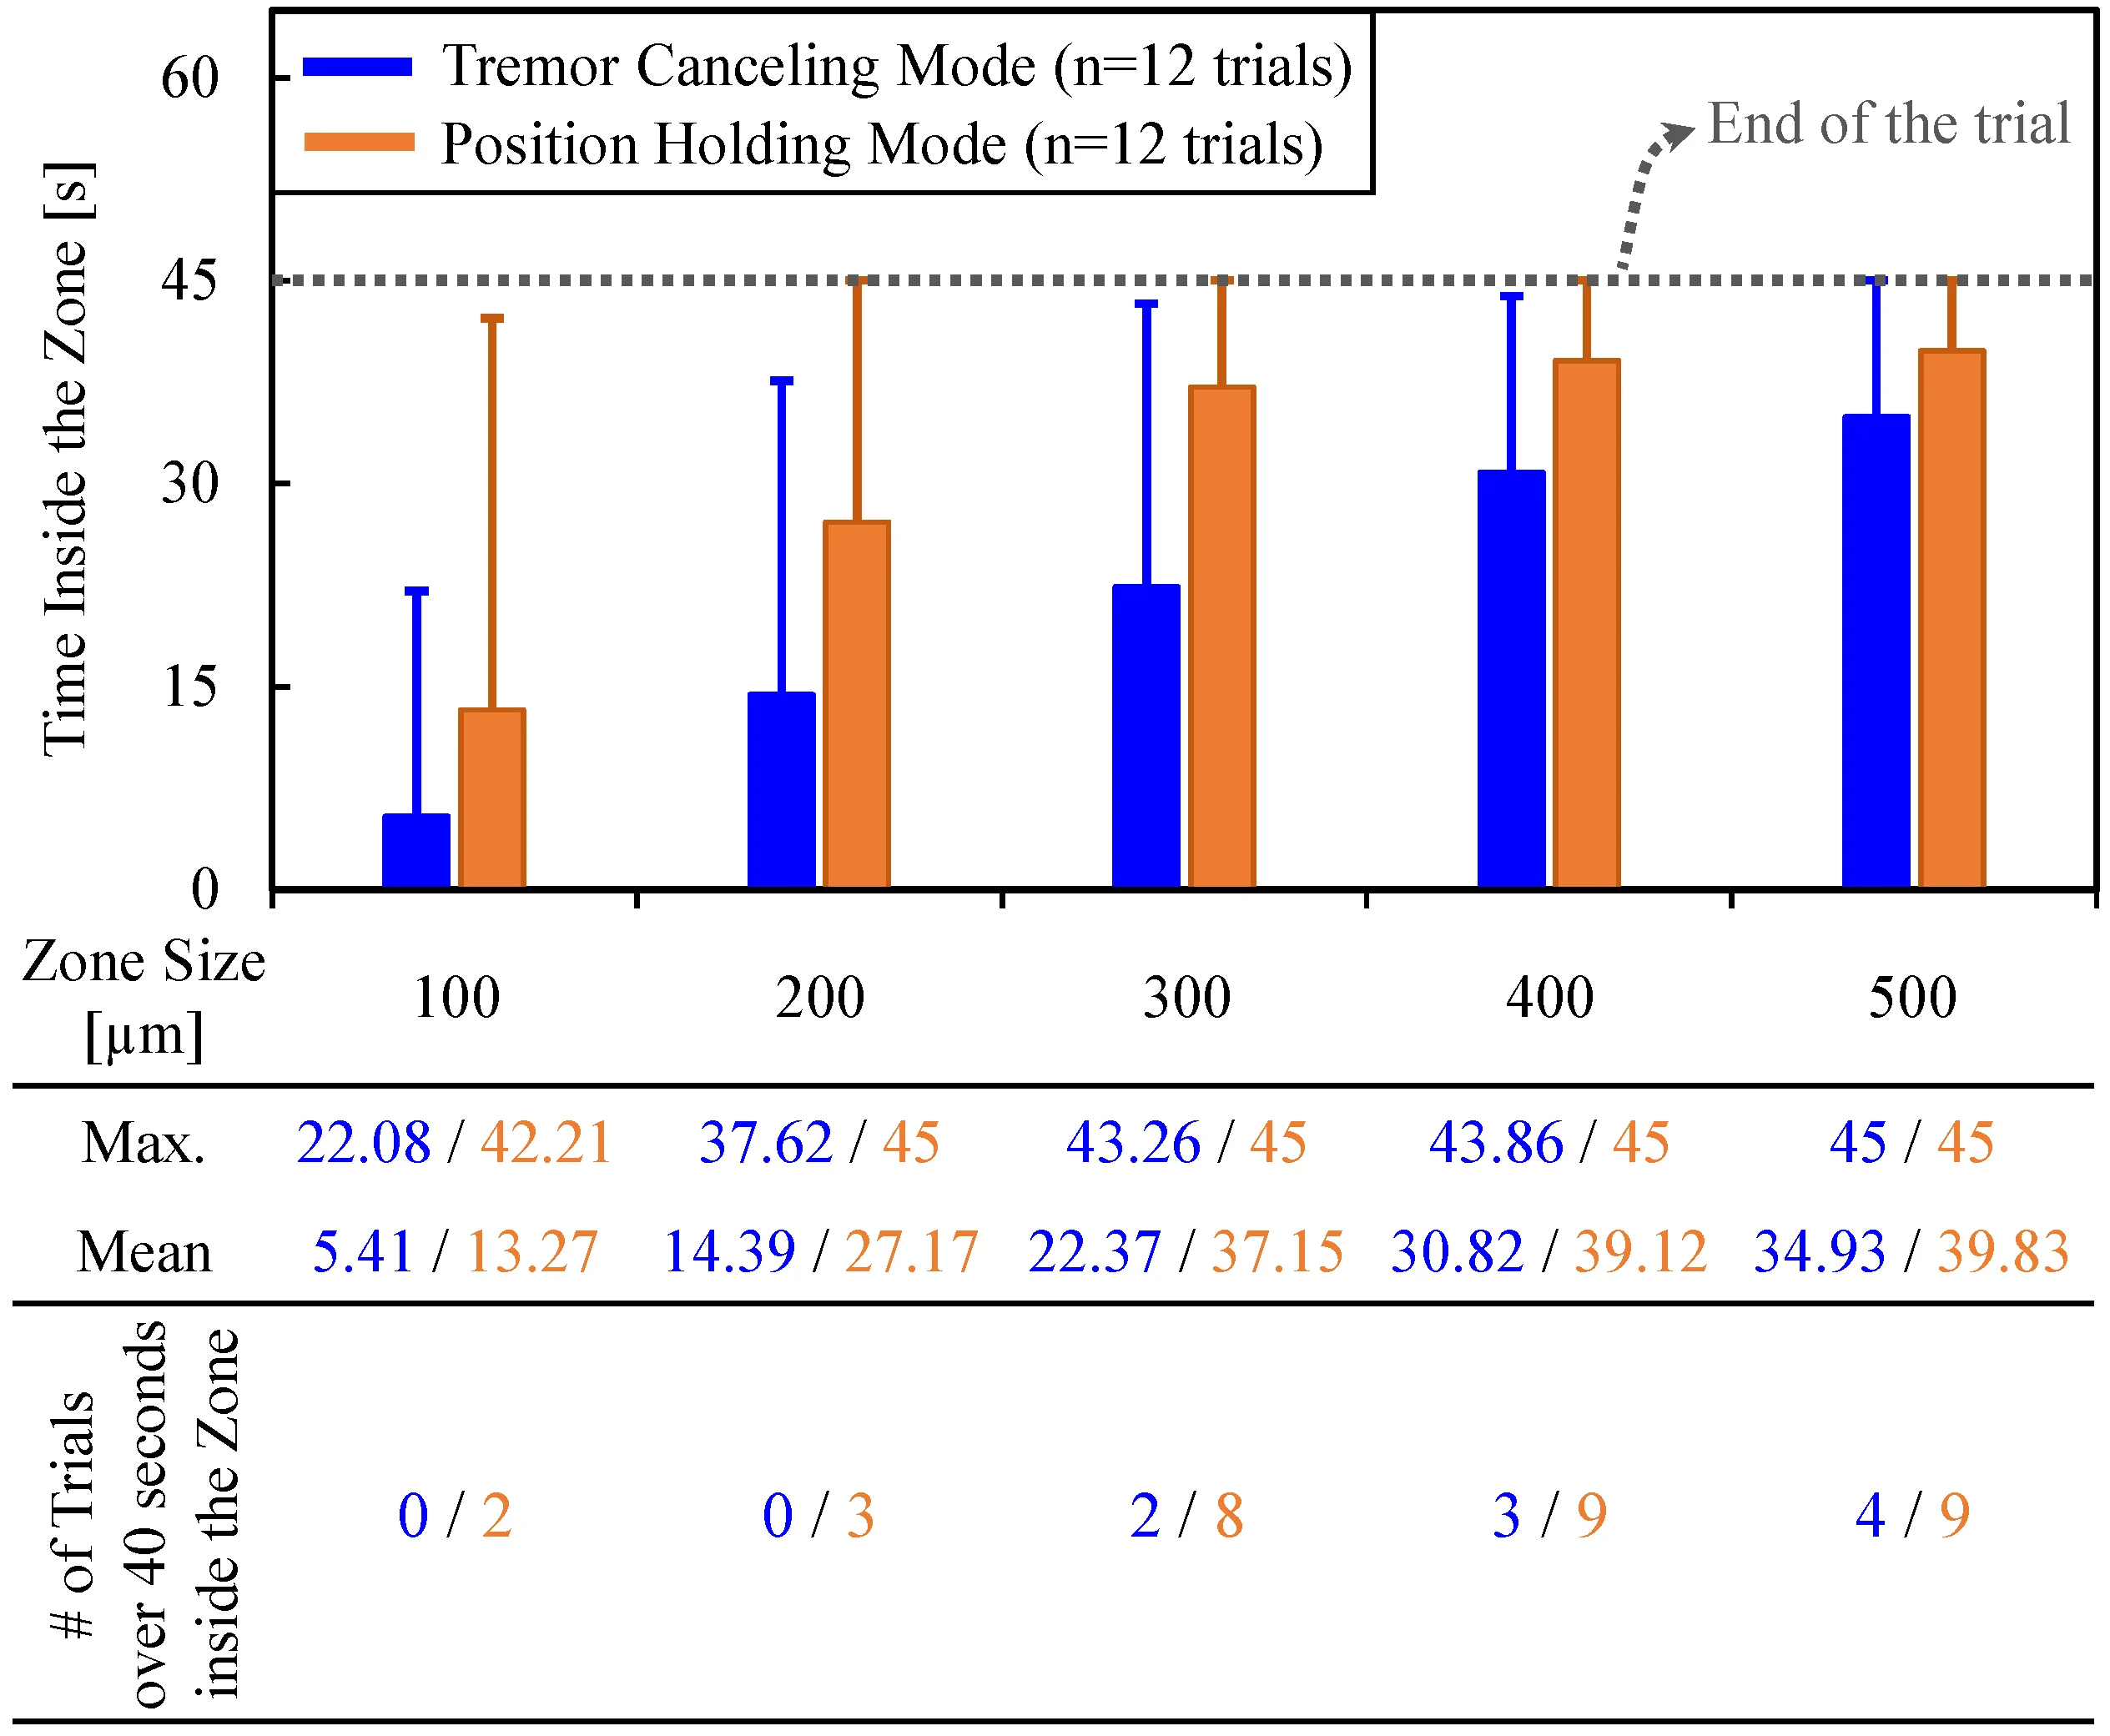 Tremor Canceling Mode (n=12 trials)
Position Holding Mode (n=12 trials)
End of the trial
Time Inside the Zone [s]
60
45
30
15
0
Zone Size
[µm]
100 200 300 400 500
Max. 22.08 / 42.21 37.62 / 45 43.26 / 45 43.86 / 45 45 / 45
Mean 5.41 / 13.27 14.39 / 27.17 22.37 / 37.15 30.82 / 39.12 34.93 / 39.83
# of Trials
over 40 seconds
inside the Zone
0 / 2 0 / 3 2 / 8 3 / 9 4 / 9